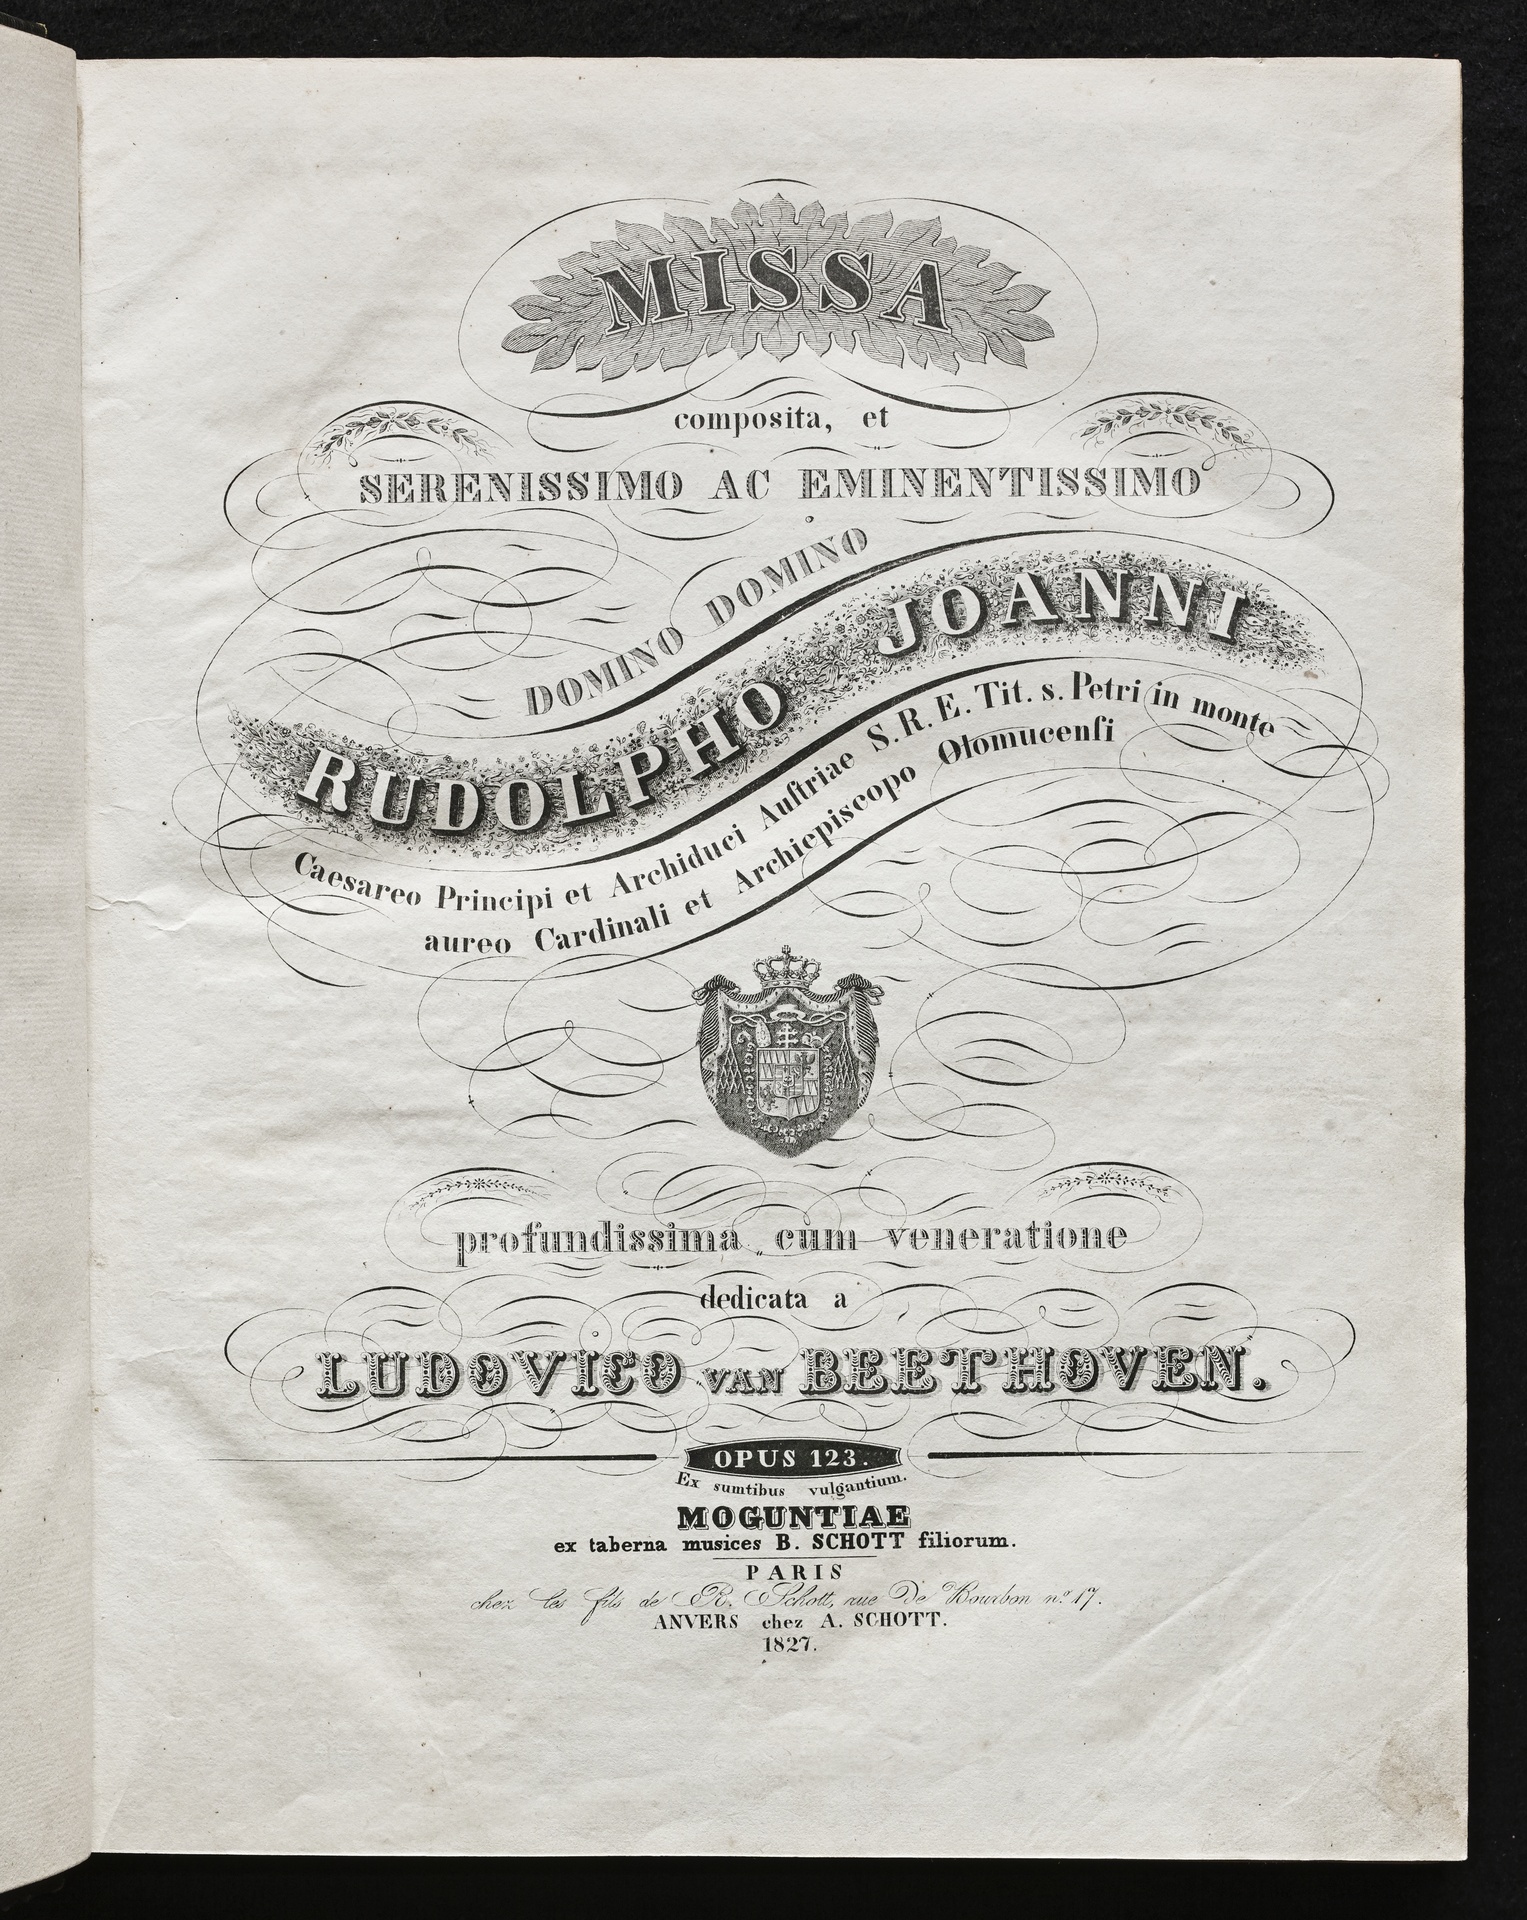 MISSA
composita, et
SERENISSIMO AC EMINENTISSIMO
DOMINO DOMINO
RUDOLPHO JOANNI
Caesareo Principi et Archiduci Auſtriae S. R. E. Tit. s. Petri in monte
aureo Cardinali et Archiepiscopo Olomucenſi
profundissima cum veneratione
dedicata a
LUDOVICO VAN BEETHOVEN.
OPUS 123.
Ex sumtibus vulgantium.
MOGUNTIAE
ex taberna musices B. SCHOTT filiorum.
PARIS
chez les fils de B. Schott, rue De Bourbon nº 17.
ANVERS chez A. SCHOTT.
1827.